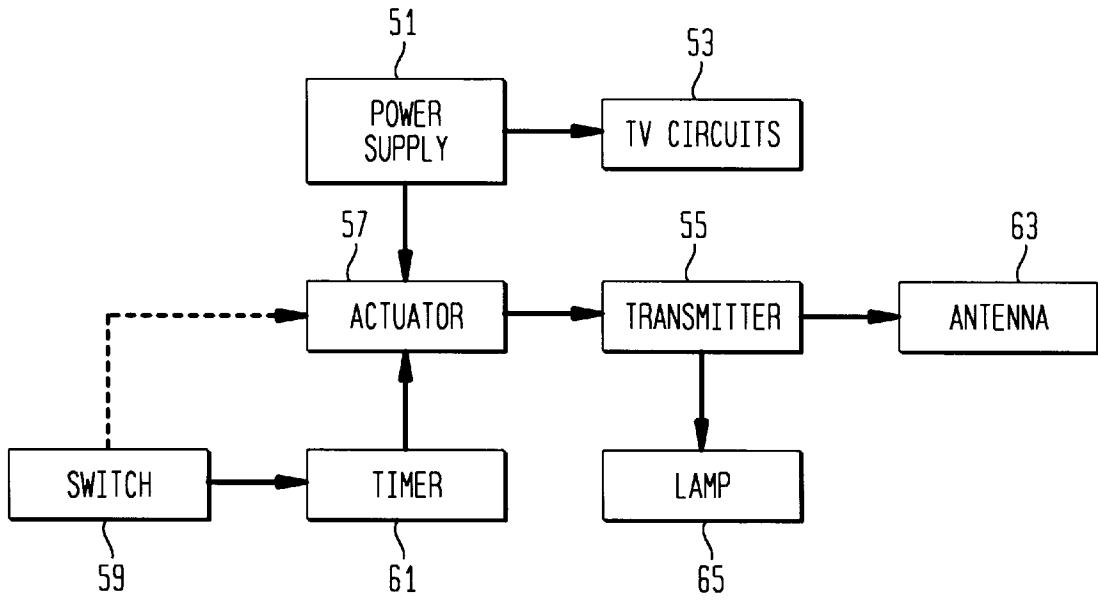 51
53
POWER
SUPPLY
TV CIRCUITS
57
55
63
ACTUATOR
TRANSMITTER
ANTENNA
SWITCH
TIMER
LAMP
59
61
65